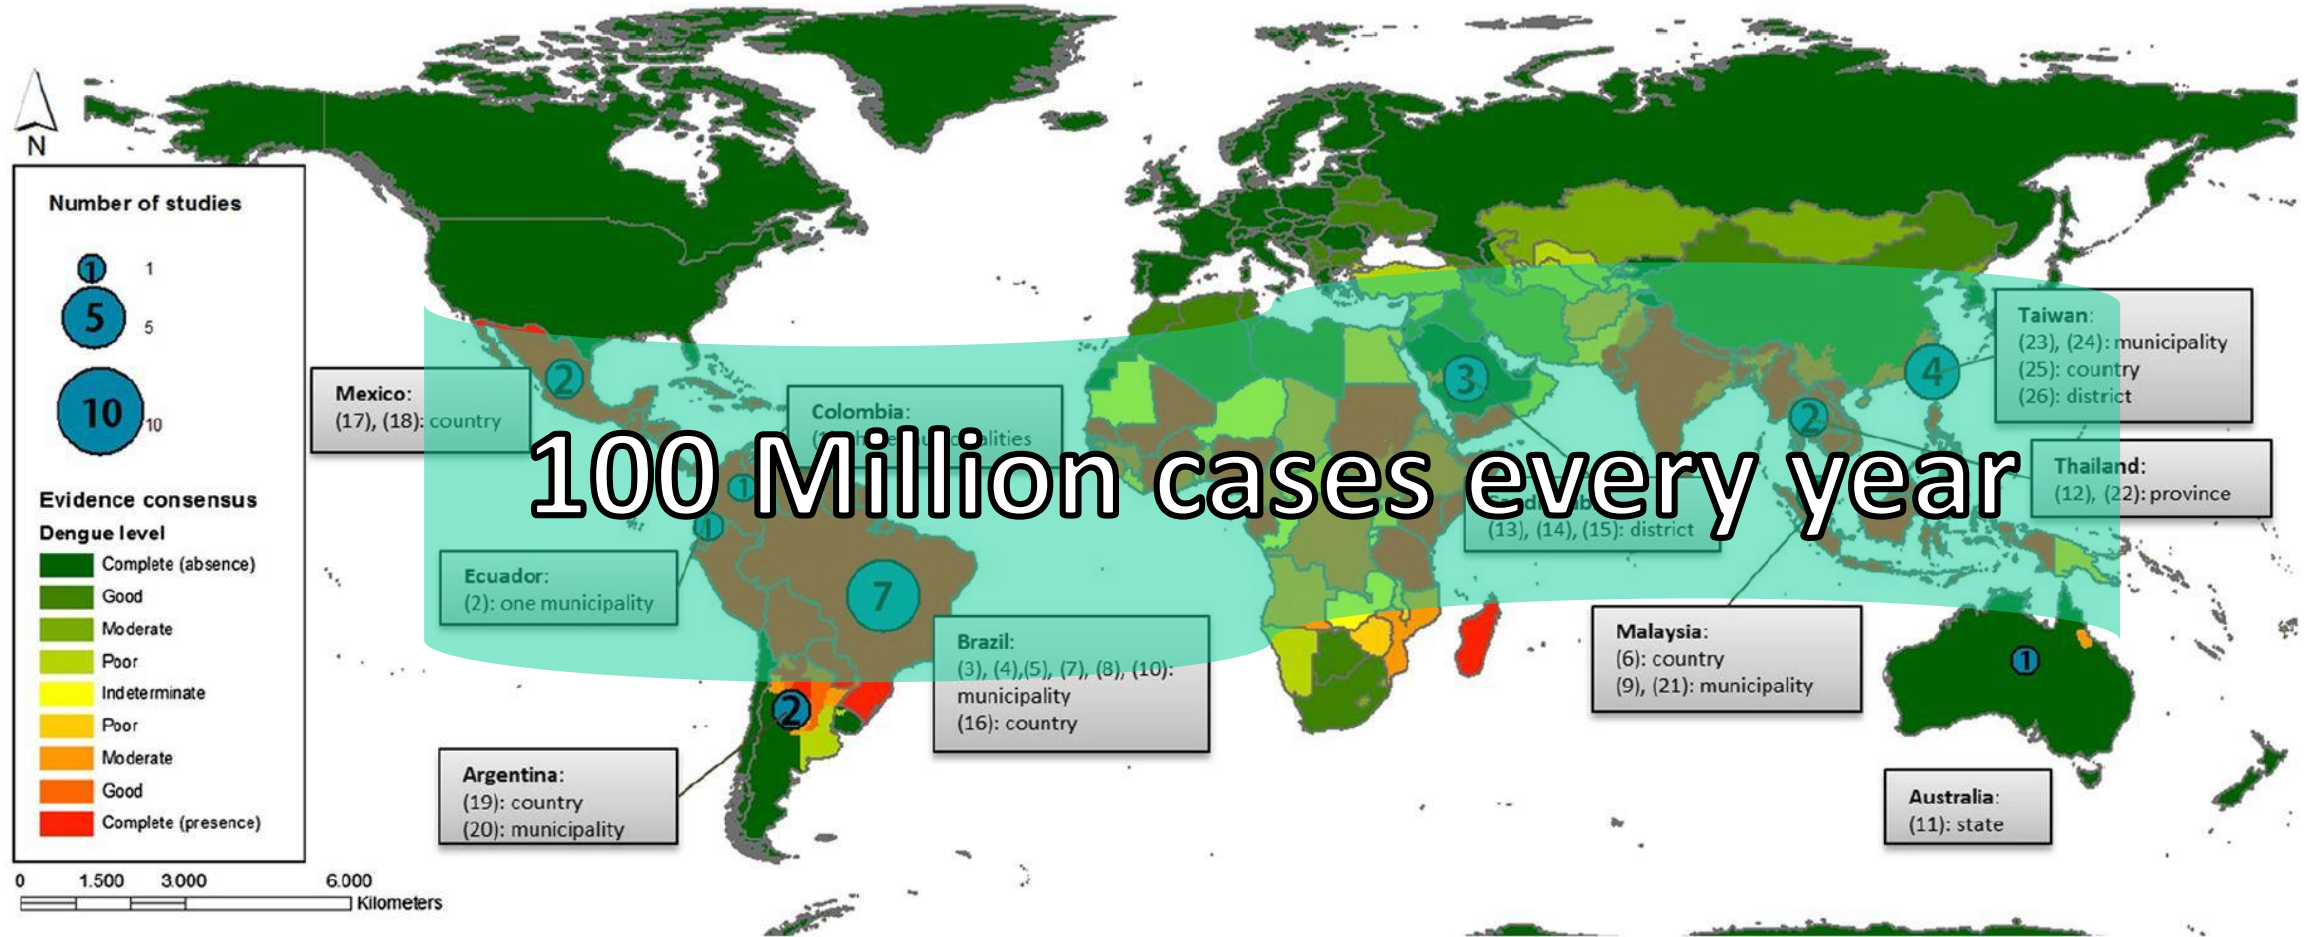 N
Number of studies
1 1
5 5
10 10
Evidence consensus
Dengue level
Complete (absence)
Good
Moderate
Poor
Indeterminate
Poor
Moderate
Good
Complete (presence)
0 1.500 3.000 6.000
Kilometers
Mexico:
(17), (18): country
2
Colombia:
1
1
Ecuador:
(2): one municipality
7
Brazil:
(3), (4),(5), (7), (8), (10):
municipality
(16): country
2
Argentina:
(19): country
(20): municipality
100 Million cases every year
3
(13), (14), (15): district
4
Taiwan:
(23), (24): municipality
(25): country
(26): district
2
Thailand:
(12), (22): province
Malaysia:
(6): country
(9), (21): municipality
1
Australia:
(11): state